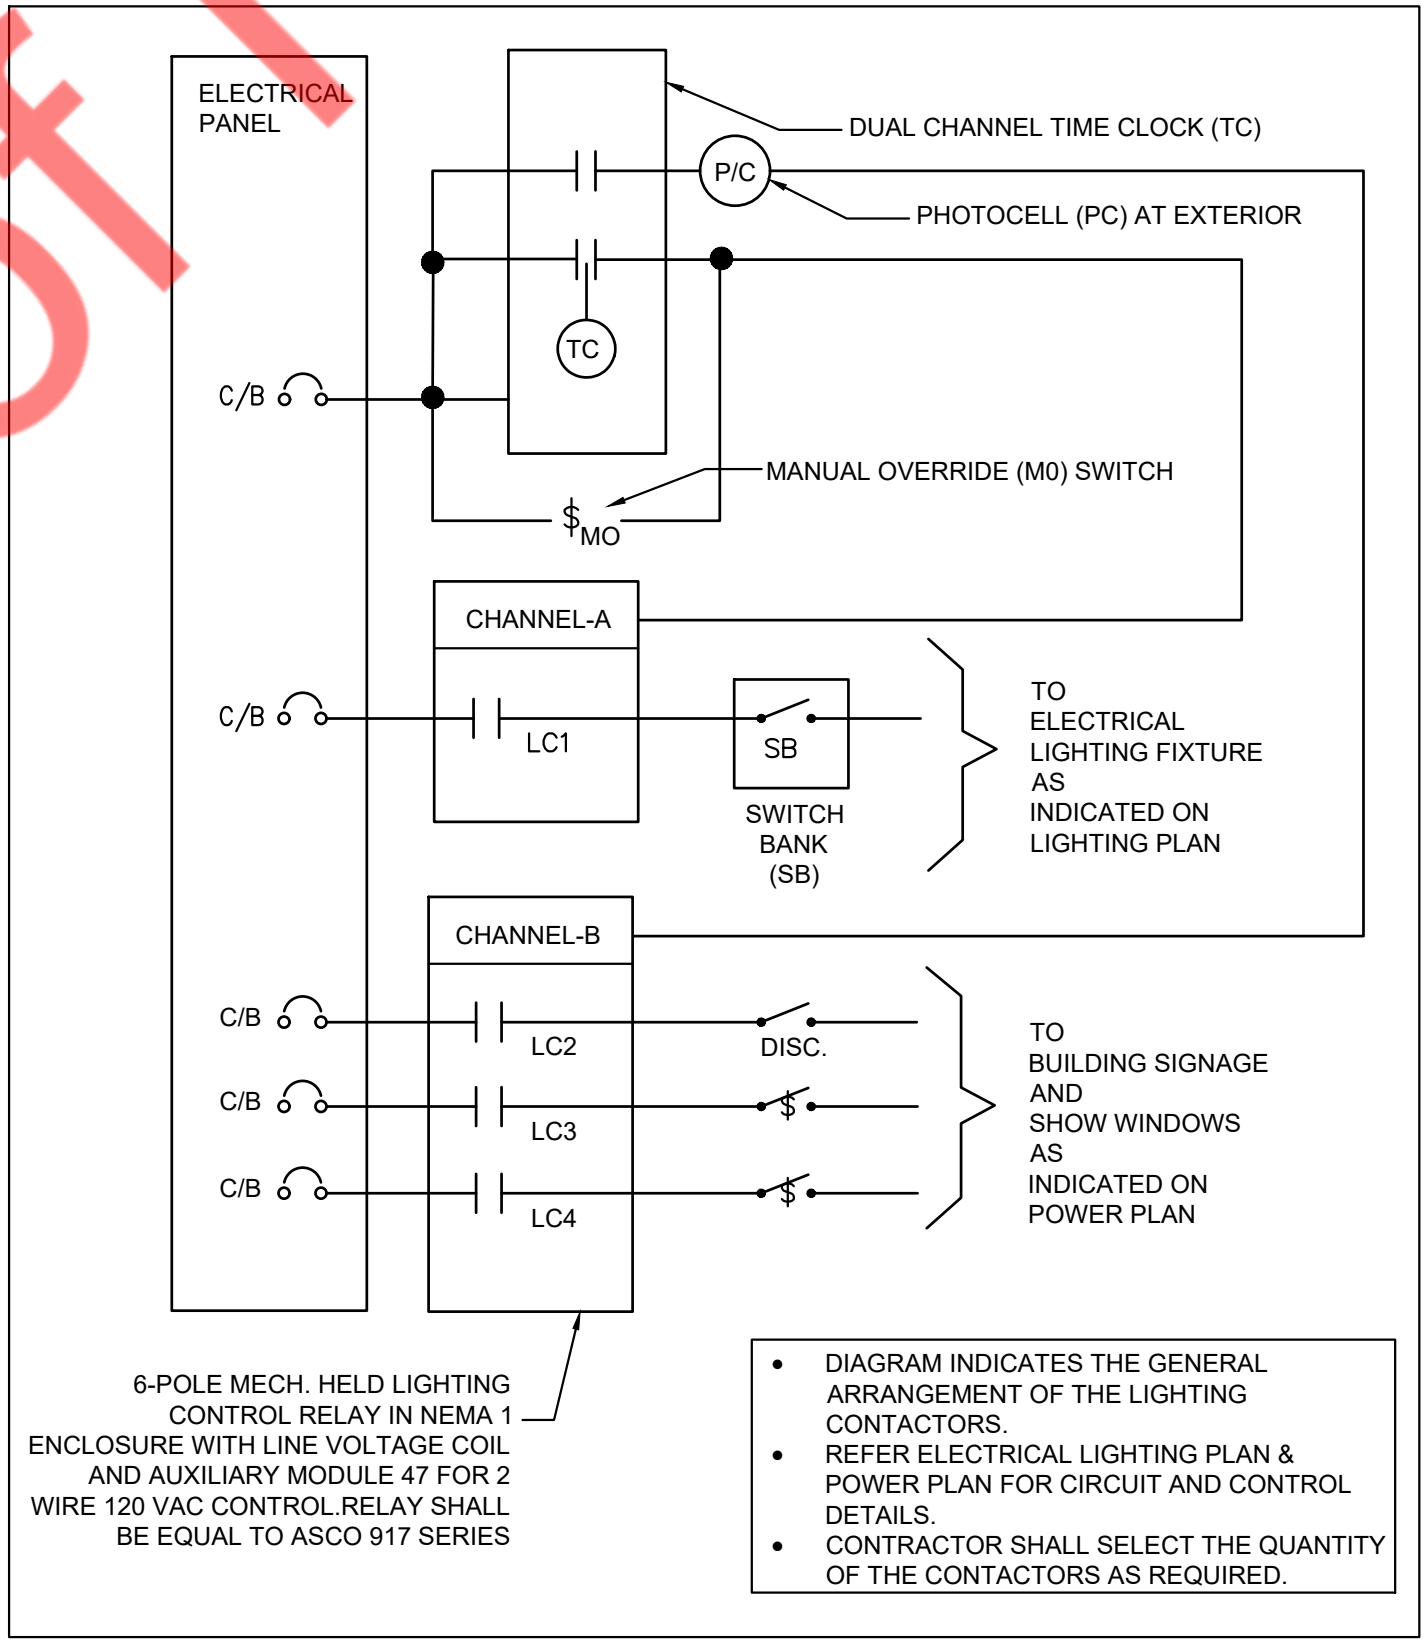 ELECTRICAL
PANEL
DUAL CHANNEL TIME CLOCK (TC)
P/C
PHOTOCELL (PC) AT EXTERIOR
TC
C/B
MANUAL OVERRIDE (M0) SWITCH
$MO
CHANNEL-A
C/B
LC1
SB
SWITCH
BANK
(SB)
TO
ELECTRICAL
LIGHTING FIXTURE
AS
INDICATED ON
LIGHTING PLAN
CHANNEL-B
C/B
LC2
DISC.
C/B
LC3
$
C/B
LC4
$
TO
BUILDING SIGNAGE
AND
SHOW WINDOWS
AS
INDICATED ON
POWER PLAN
6-POLE MECH. HELD LIGHTING
CONTROL RELAY IN NEMA 1
ENCLOSURE WITH LINE VOLTAGE COIL
AND AUXILIARY MODULE 47 FOR 2
WIRE 120 VAC CONTROL.RELAY SHALL
BE EQUAL TO ASCO 917 SERIES
• DIAGRAM INDICATES THE GENERAL
ARRANGEMENT OF THE LIGHTING
CONTACTORS.
• REFER ELECTRICAL LIGHTING PLAN &
POWER PLAN FOR CIRCUIT AND CONTROL
DETAILS.
• CONTRACTOR SHALL SELECT THE QUANTITY
OF THE CONTACTORS AS REQUIRED.